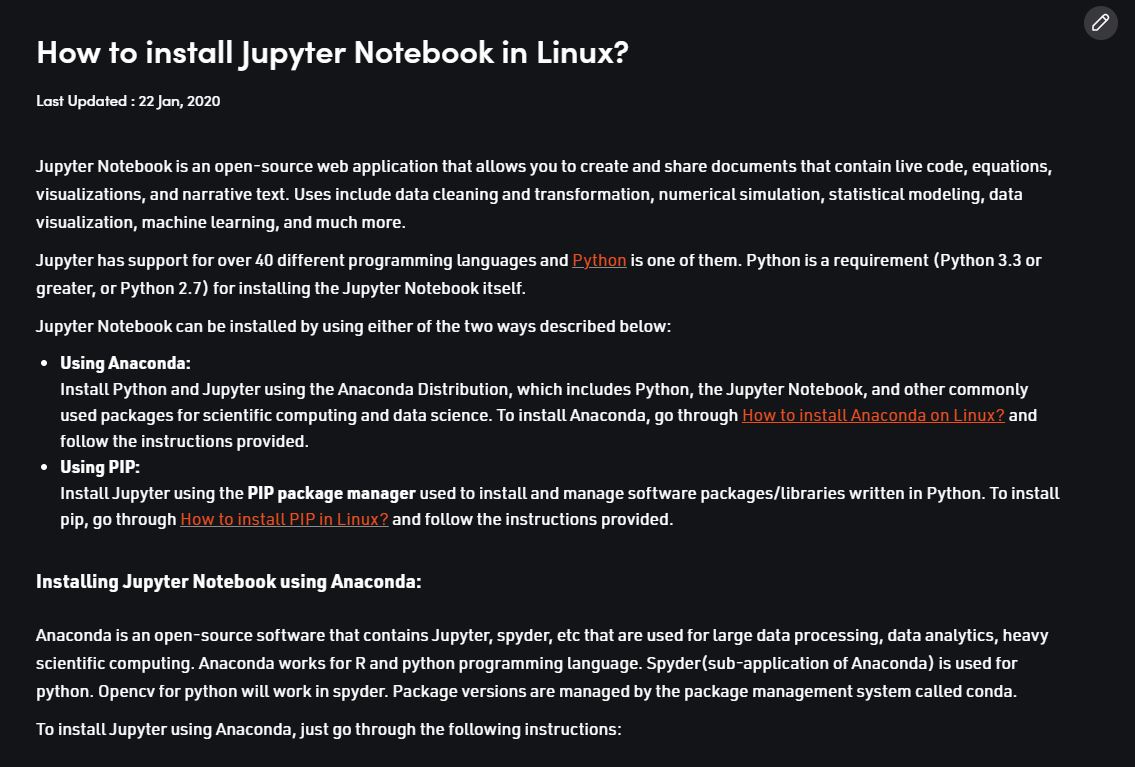 How to install Jupyter Notebook in Linux?
Last Updated : 22 Jan, 2020
Jupyter Notebook is an open-source web application that allows you to create and share documents that contain live code, equations,
visualizations, and narrative text. Uses include data cleaning and transformation, numerical simulation, statistical modeling, data
visualization, machine learning, and much more.
Jupyter has support for over 40 different programming languages and Python is one of them. Python is a requirement (Python 3.3 or
greater, or Python 2.7) for installing the Jupyter Notebook itself.
Jupyter Notebook can be installed by using either of the two ways described below:
• Using Anaconda:
Install Python and Jupyter using the Anaconda Distribution, which includes Python, the Jupyter Notebook, and other commonly
used packages for scientific computing and data science. To install Anaconda, go through How to install Anaconda on Linux? and
follow the instructions provided.
• Using PIP:
Install Jupyter using the PIP package manager used to install and manage software packages/libraries written in Python. To install
pip, go through How to install PIP in Linux? and follow the instructions provided.
Installing Jupyter Notebook using Anaconda:
Anaconda is an open-source software that contains Jupyter, spyder, etc that are used for large data processing, data analytics, heavy
scientific computing. Anaconda works for R and python programming language. Spyder(sub-application of Anaconda) is used for
python. Opencv for python will work in spyder. Package versions are managed by the package management system called conda.
To install Jupyter using Anaconda, just go through the following instructions: